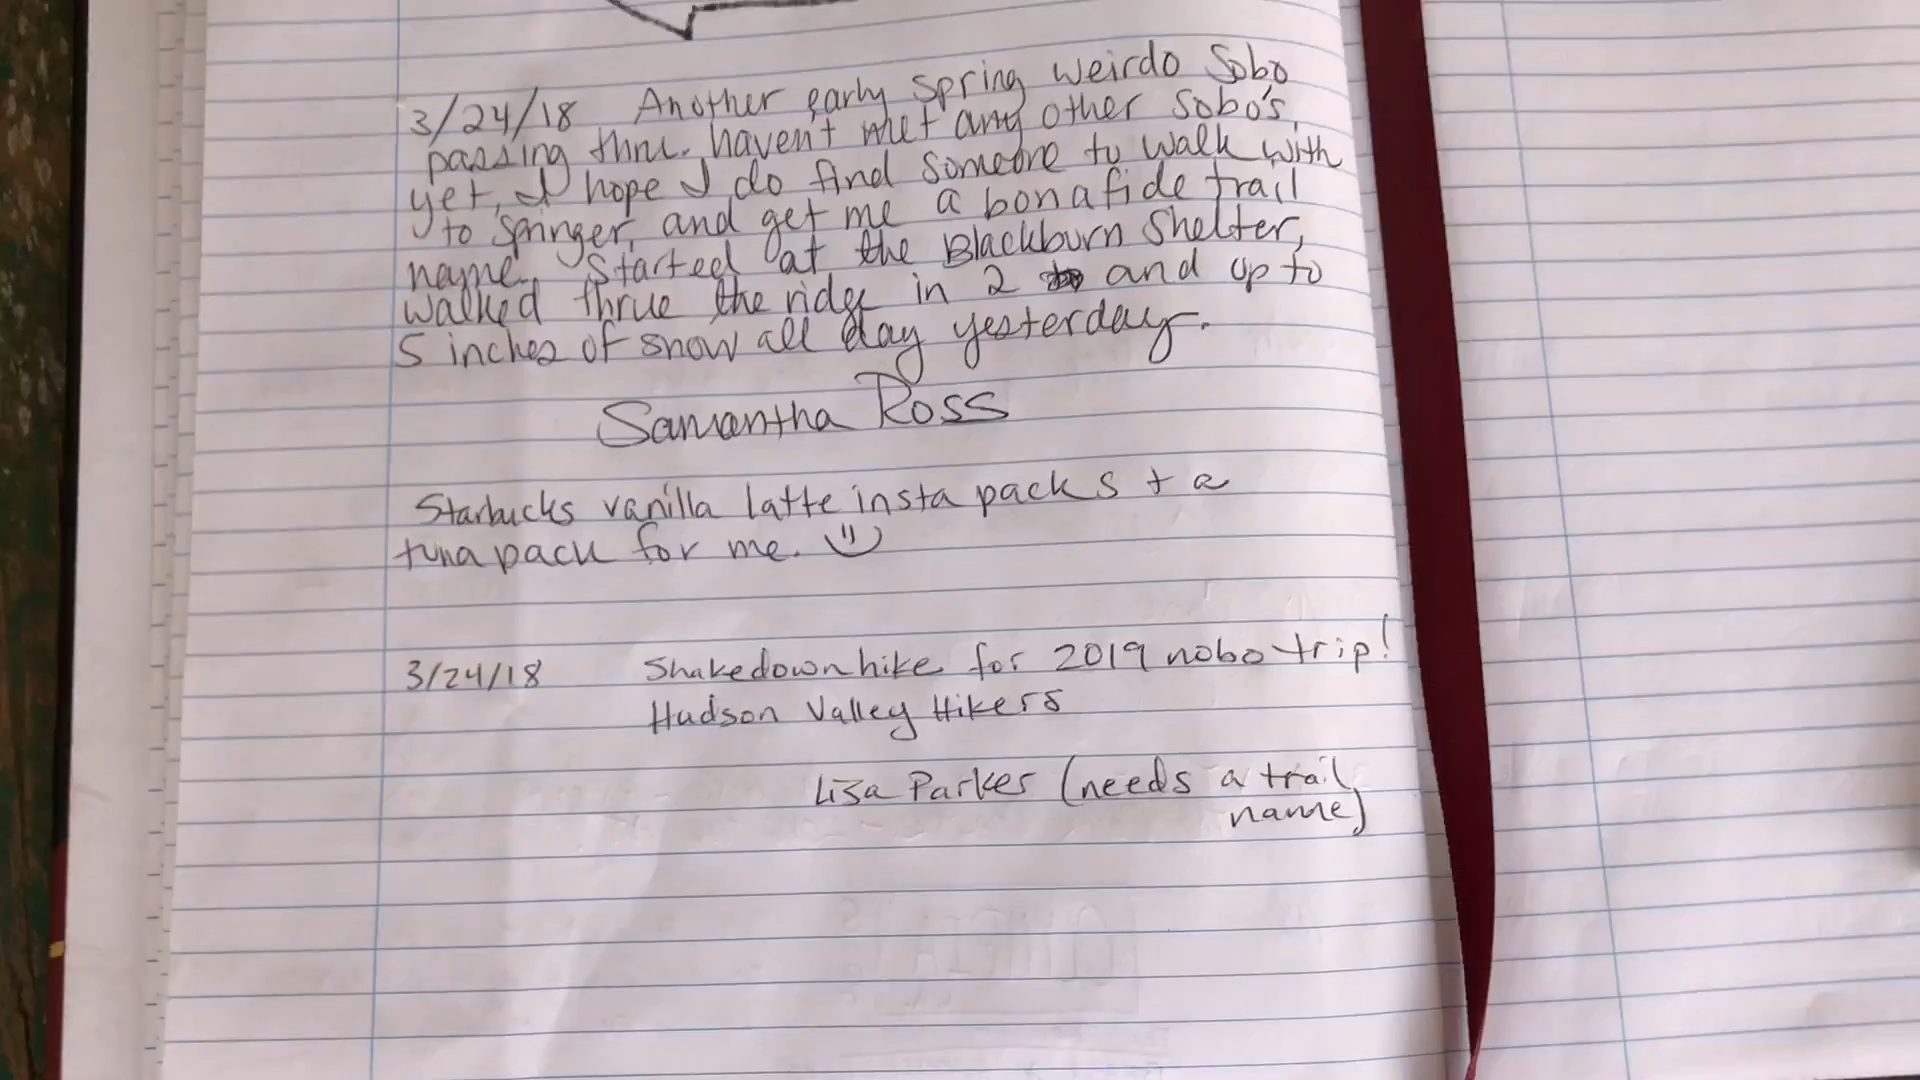 3/24/18 Another early spring weirdo Sobo
passing thru. haven't met any other sobo's,
yet, I hope I do find someone to walk with
to Springer, and get me a bonafide trail
name. Started at the Blackburn Shelter,
walked thrue the ridge in 2 and up to
5 inches of snow all day yesterday.
Samantha Ross
Starbucks vanilla latte insta packs + a
tuna pack for me.
3/24/18 Shakedown hike for 2019 nobo trip!
Hudson Valley Hikers
Lisa Parker (needs a trail
name)